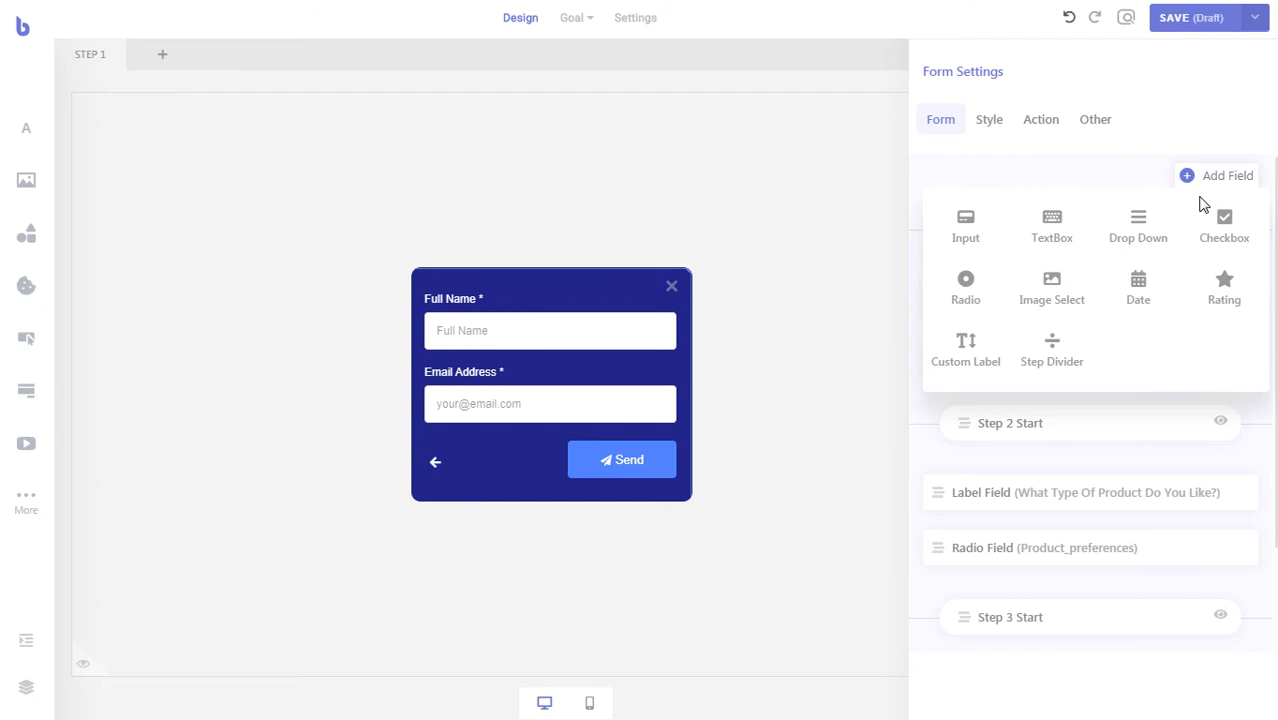 Design Goal Settings SAVE (Draft)
STEP 1 +
Form Settings
Form Style Action Other
Add Field
Input TextBox Drop Down Checkbox
Radio Image Select Date Rating
Custom Label Step Divider
Full Name *
Full Name
Email Address *
your@email.com
Send
Step 2 Start
Label Field (What Type Of Product Do You Like?)
Radio Field (Product_preferences)
Step 3 Start
More